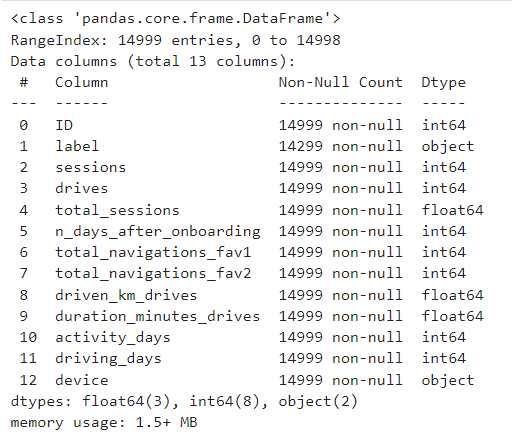 <class 'pandas.core.frame.DataFrame'>
RangeIndex: 14999 entries, 0 to 14998
Data columns (total 13 columns):
 #   Column                   Non-Null Count  Dtype
---  ------                   --------------  -----
 0   ID                       14999 non-null  int64
 1   label                    14299 non-null  object
 2   sessions                 14999 non-null  int64
 3   drives                   14999 non-null  int64
 4   total_sessions           14999 non-null  float64
 5   n_days_after_onboarding  14999 non-null  int64
 6   total_navigations_fav1   14999 non-null  int64
 7   total_navigations_fav2   14999 non-null  int64
 8   driven_km_drives         14999 non-null  float64
 9   duration_minutes_drives  14999 non-null  float64
 10  activity_days            14999 non-null  int64
 11  driving_days             14999 non-null  int64
 12  device                   14999 non-null  object
dtypes: float64(3), int64(8), object(2)
memory usage: 1.5+ MB